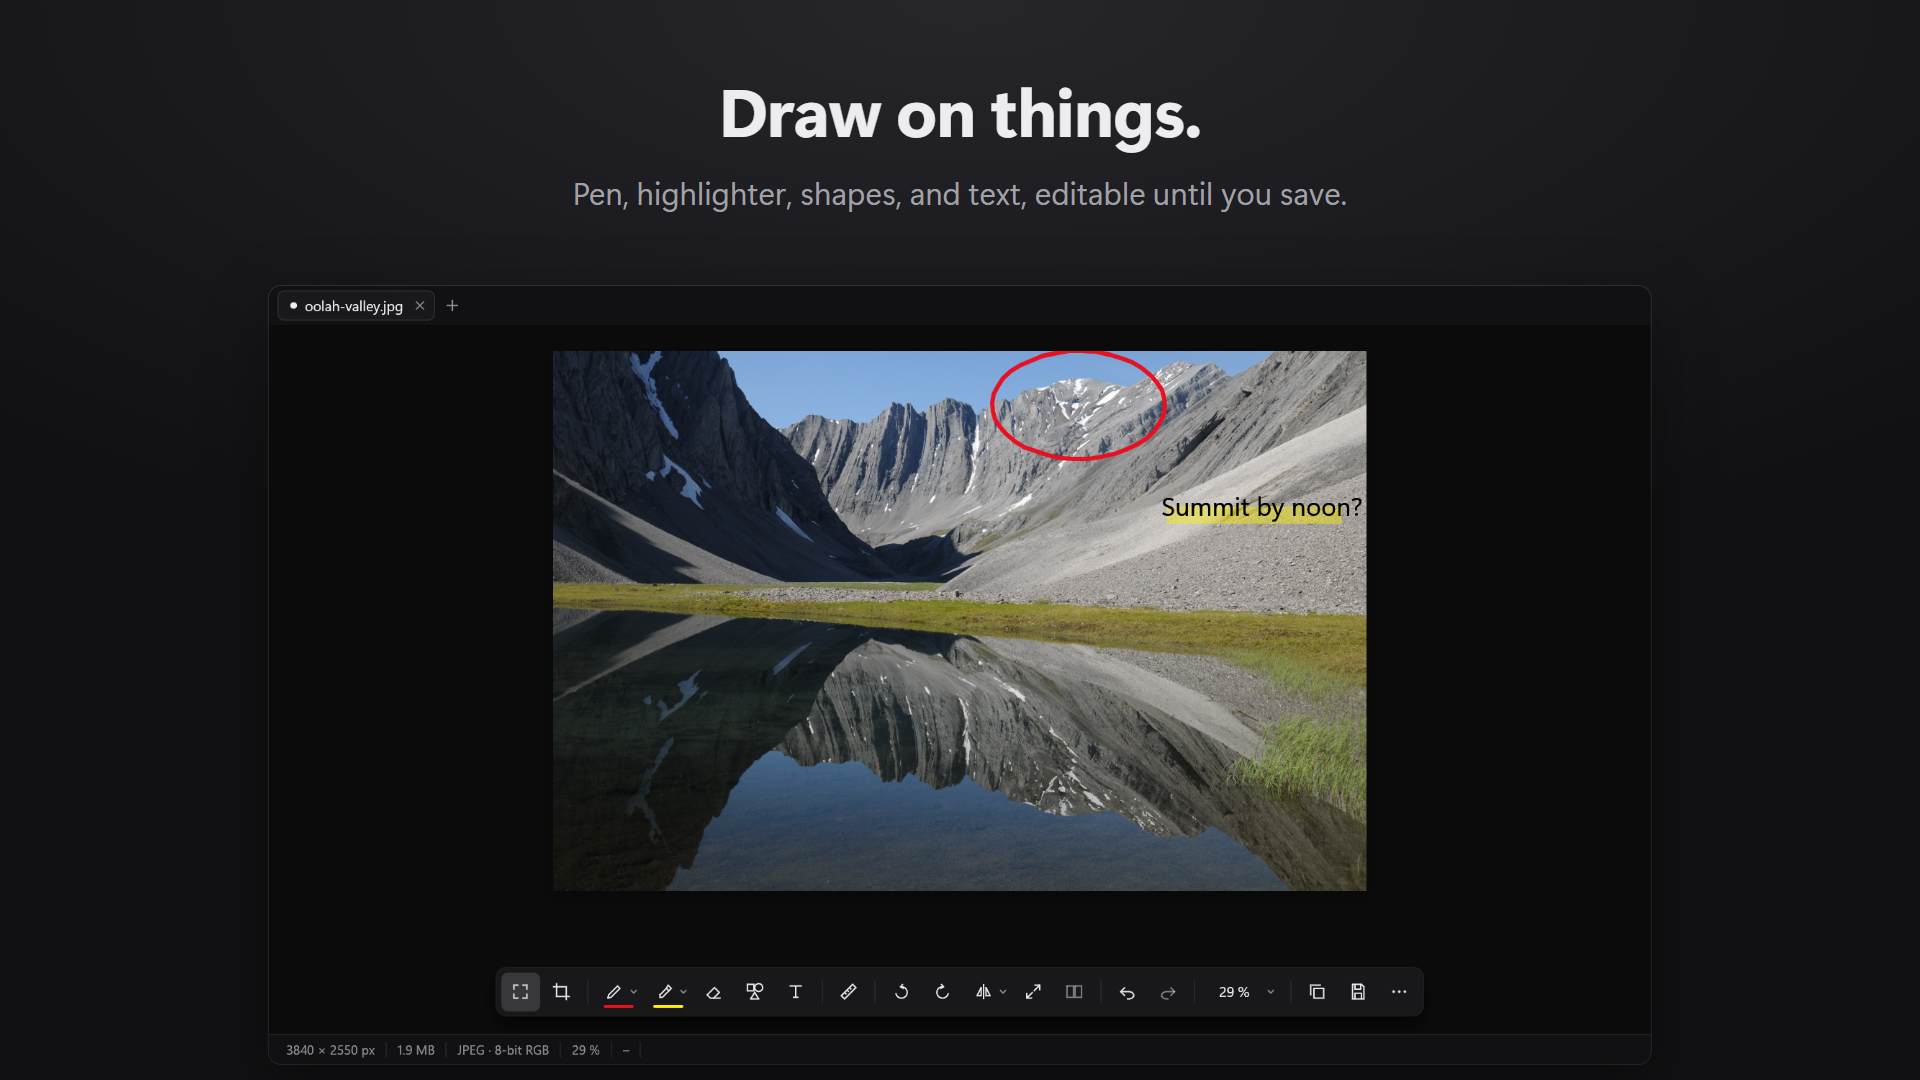 Draw on things.
Pen, highlighter, shapes, and text, editable until you save.
oolah-valley.jpg
Summit by noon?
29 %
3840 × 2550 px
1.9 MB
JPEG · 8-bit RGB
29 %
–